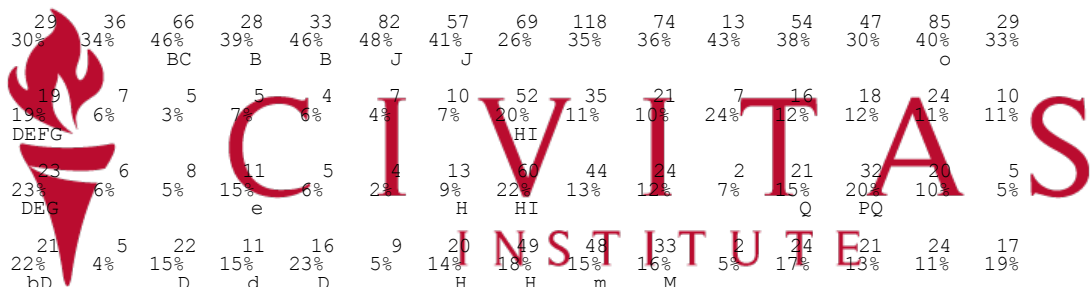 29 36 66 28 33 82 57 69 118 74 13 54 47 85 29
30% 34% 46% 39% 46% 48% 41% 26% 35% 36% 43% 38% 30% 40% 33%
BC B B J J o
19 7 5 5 4 7 10 52 35 21 7 16 18 24 10
19% 6% 3% 7% 6% 4% 7% 20% 11% 10% 24% 12% 12% 11% 11%
DEFG HI
CIVITAS
23 6 8 11 5 4 13 60 44 24 2 21 32 20 5
23% 6% 5% 15% 6% 2% 9% 22% 13% 12% 7% 15% 20% 10% 5%
DEG e H HI Q PQ
INSTITUTE
21 5 22 11 16 9 20 49 48 33 2 24 21 24 17
22% 4% 15% 15% 23% 5% 14% 18% 15% 16% 5% 17% 13% 11% 19%
bD D d D H H m M